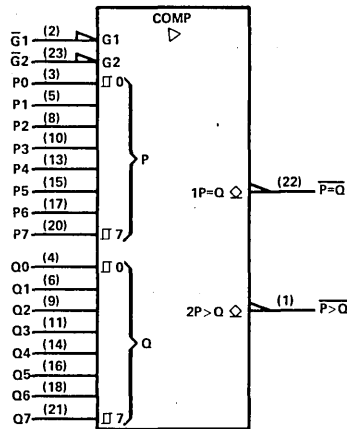 COMP
▷
G̅1̅ (2) G1
G̅2̅ (23) G2
P0 (3) ⎎ 0
P1 (5)
P2 (8)
P3 (10)
P4 (13)
P5 (15)
P6 (17)
P7 (20) ⎎ 7
P
Q0 (4) ⎎ 0
Q1 (6)
Q2 (9)
Q3 (11)
Q4 (14)
Q5 (16)
Q6 (18)
Q7 (21) ⎎ 7
Q
1P=Q (22) P̅=̅Q̅
2P>Q (1) P̅>̅Q̅